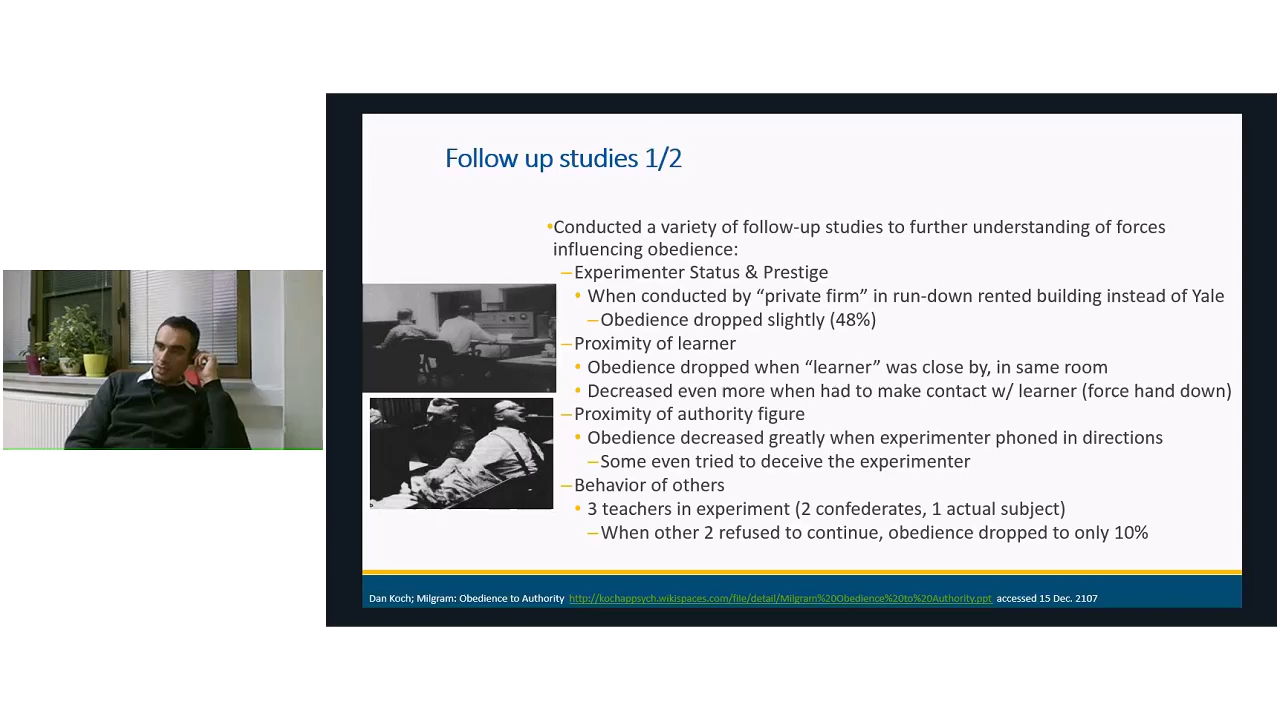 Follow up studies 1/2
•Conducted a variety of follow-up studies to further understanding of forces
influencing obedience:
–Experimenter Status & Prestige
• When conducted by “private firm” in run-down rented building instead of Yale
–Obedience dropped slightly (48%)
–Proximity of learner
• Obedience dropped when “learner” was close by, in same room
• Decreased even more when had to make contact w/ learner (force hand down)
–Proximity of authority figure
• Obedience decreased greatly when experimenter phoned in directions
–Some even tried to deceive the experimenter
–Behavior of others
• 3 teachers in experiment (2 confederates, 1 actual subject)
–When other 2 refused to continue, obedience dropped to only 10%
Dan Koch; Milgram: Obedience to Authority http://kochappsych.wikispaces.com/file/detail/Milgram%20Obedience%20to%20Authority.ppt accessed 15 Dec. 2107